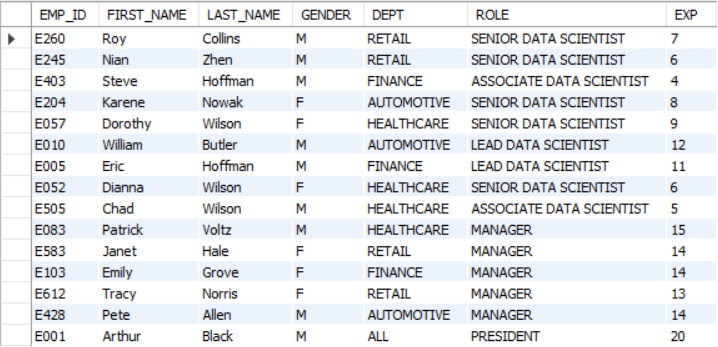 EMP_ID FIRST_NAME LAST_NAME GENDER DEPT ROLE EXP
E260 Roy Collins M RETAIL SENIOR DATA SCIENTIST 7
E245 Nian Zhen M RETAIL SENIOR DATA SCIENTIST 6
E403 Steve Hoffman M FINANCE ASSOCIATE DATA SCIENTIST 4
E204 Karene Nowak F AUTOMOTIVE SENIOR DATA SCIENTIST 8
E057 Dorothy Wilson F HEALTHCARE SENIOR DATA SCIENTIST 9
E010 William Butler M AUTOMOTIVE LEAD DATA SCIENTIST 12
E005 Eric Hoffman M FINANCE LEAD DATA SCIENTIST 11
E052 Dianna Wilson F HEALTHCARE SENIOR DATA SCIENTIST 6
E505 Chad Wilson M HEALTHCARE ASSOCIATE DATA SCIENTIST 5
E083 Patrick Voltz M HEALTHCARE MANAGER 15
E583 Janet Hale F RETAIL MANAGER 14
E103 Emily Grove F FINANCE MANAGER 14
E612 Tracy Norris F RETAIL MANAGER 13
E428 Pete Allen M AUTOMOTIVE MANAGER 14
E001 Arthur Black M ALL PRESIDENT 20